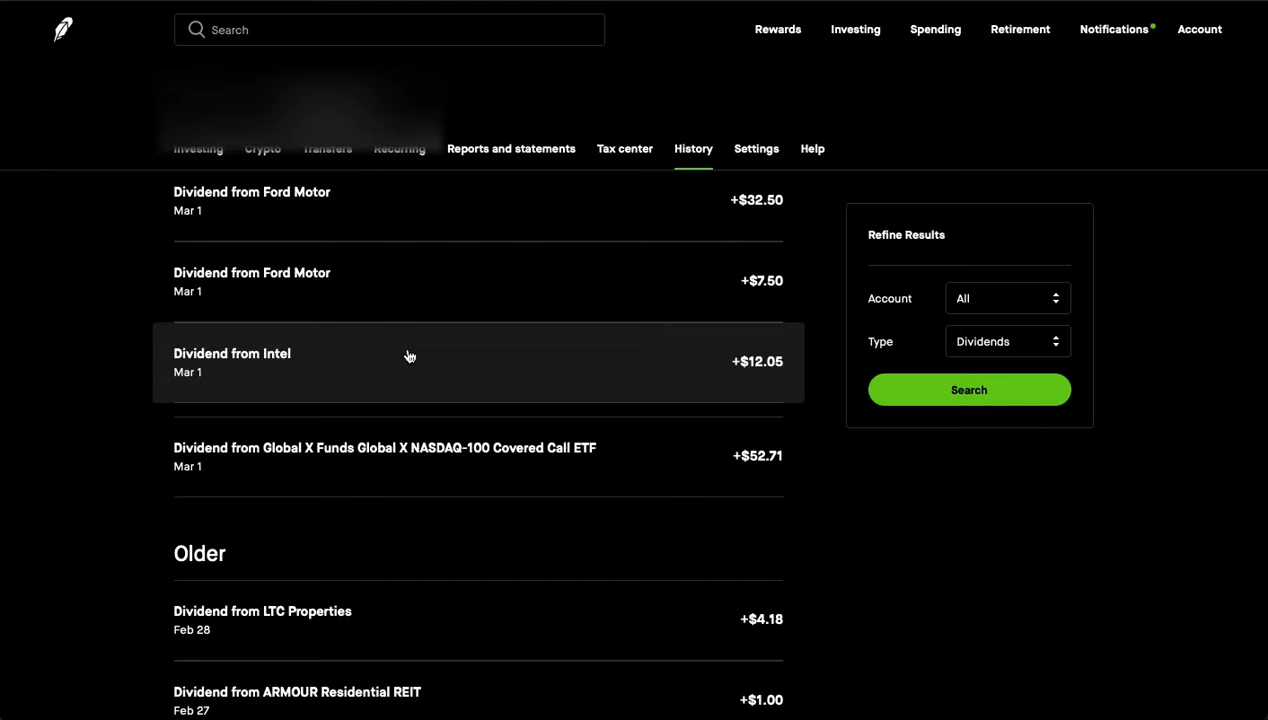 Search
Rewards
Investing
Spending
Retirement
Notifications
Account
Investing
Crypto
Transfers
Recurring
Reports and statements
Tax center
History
Settings
Help
Dividend from Ford Motor
+$32.50
Mar 1
Dividend from Ford Motor
+$7.50
Mar 1
Dividend from Intel
+$12.05
Mar 1
Dividend from Global X Funds Global X NASDAQ-100 Covered Call ETF
+$52.71
Mar 1
Older
Dividend from LTC Properties
+$4.18
Feb 28
Dividend from ARMOUR Residential REIT
+$1.00
Feb 27
Refine Results
Account
All
Type
Dividends
Search